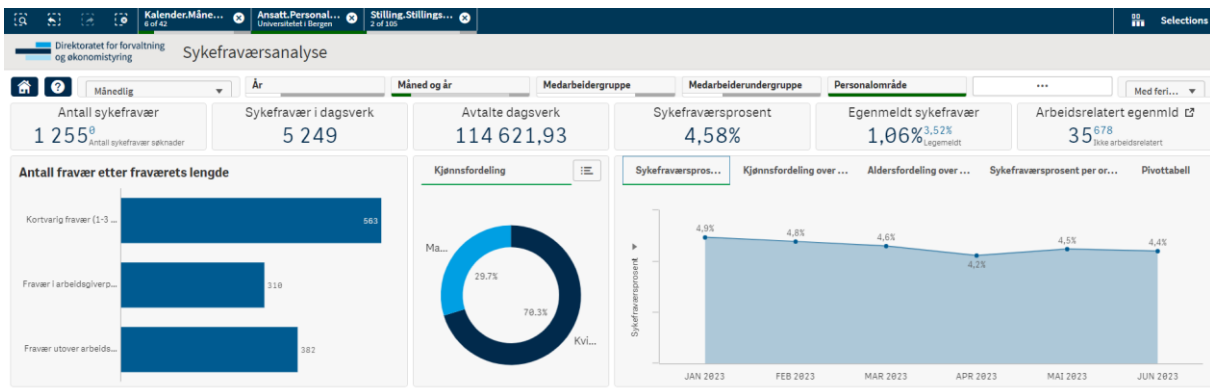 Kalender.Måne...
6 of 42
Ansatt.Personal...
Universitetet i Bergen
Stilling.Stillings...
2 of 105
Selections
Direktoratet for forvaltning
og økonomistyring
Sykefraværsanalyse
Månedlig
År
Måned og år
Medarbeidergruppe
Medarbeiderundergruppe
Personalområde
...
Med feri...
Antall sykefravær
1 255
0
Antall sykefravær søknader
Sykefravær i dagsverk
5 249
Avtalte dagsverk
114 621,93
Sykefraværsprosent
4,58%
Egenmeldt sykefravær
1,06%
3,52%
Legemeldt
Arbeidsrelatert egenmld
35
678
Ikke arbeidsrelatert
Antall fravær etter fraværets lengde
Kortvarig fravær (1-3 ...
563
Fravær i arbeidsgiverp...
310
Fravær utover arbeids...
382
Kjønnsfordeling
Ma...
29.7%
70.3%
Kvi...
Sykefraværspros...
Kjønnsfordeling over ...
Aldersfordeling over ...
Sykefraværsprosent per or...
Pivottabell
Sykefraværsprosent
4,9%
4,8%
4,6%
4,2%
4,5%
4,4%
JAN 2023
FEB 2023
MAR 2023
APR 2023
MAI 2023
JUN 2023